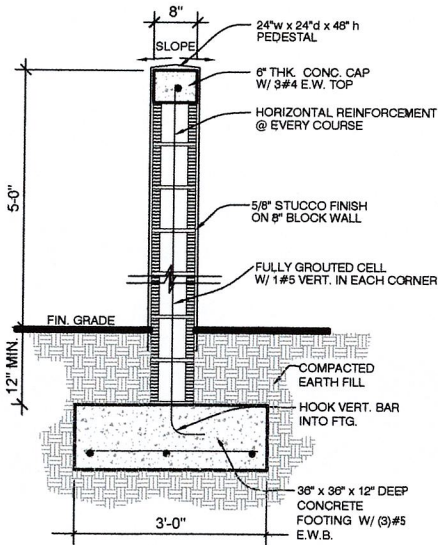 8"
24"w x 24"d x 48" h
PEDESTAL
SLOPE
6" THK. CONC. CAP
W/ 3#4 E.W. TOP
HORIZONTAL REINFORCEMENT
@ EVERY COURSE
5-0"
5/8" STUCCO FINISH
ON 8" BLOCK WALL
FULLY GROUTED CELL
W/ 1#5 VERT. IN EACH CORNER
FIN. GRADE
12" MIN.
COMPACTED
EARTH FILL
HOOK VERT. BAR
INTO FTG.
36" x 36" x 12" DEEP
CONCRETE
FOOTING W/ (3)#5
E.W.B.
3'-0"